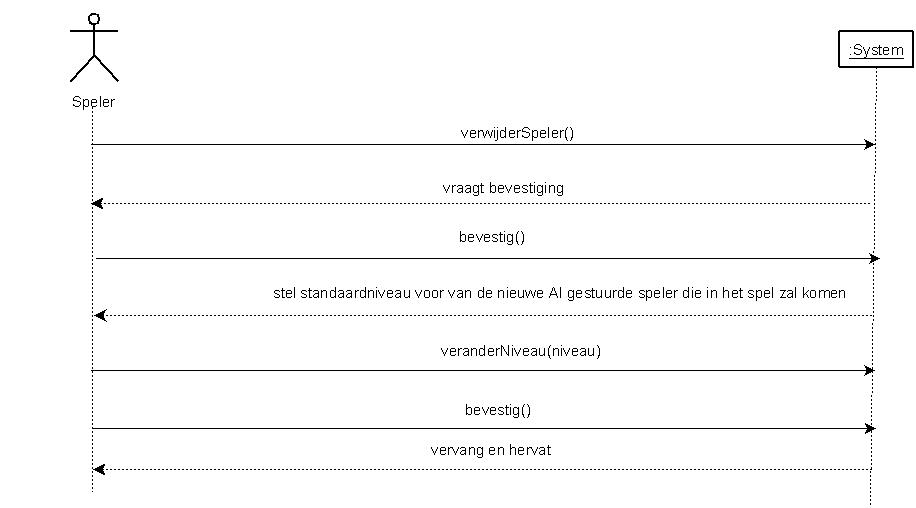 :System
Speler
verwijderSpeler()
vraagt bevestiging
bevestig()
stel standaardniveau voor van de nieuwe AI gestuurde speler die in het spel zal komen
veranderNiveau(niveau)
bevestig()
vervang en hervat